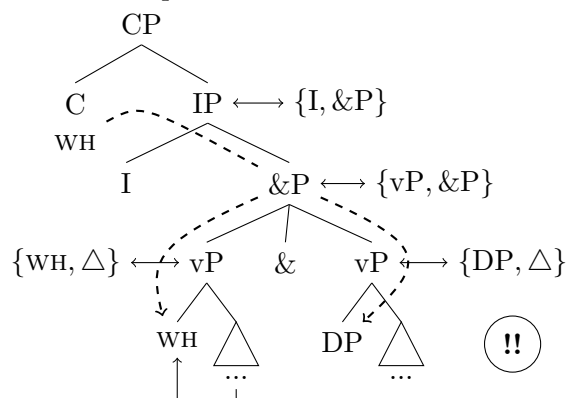 CP
C IP {I, &P}
WH
I &P {vP, &P}
{WH, △} vP & vP {DP, △}
WH DP !!
... ...